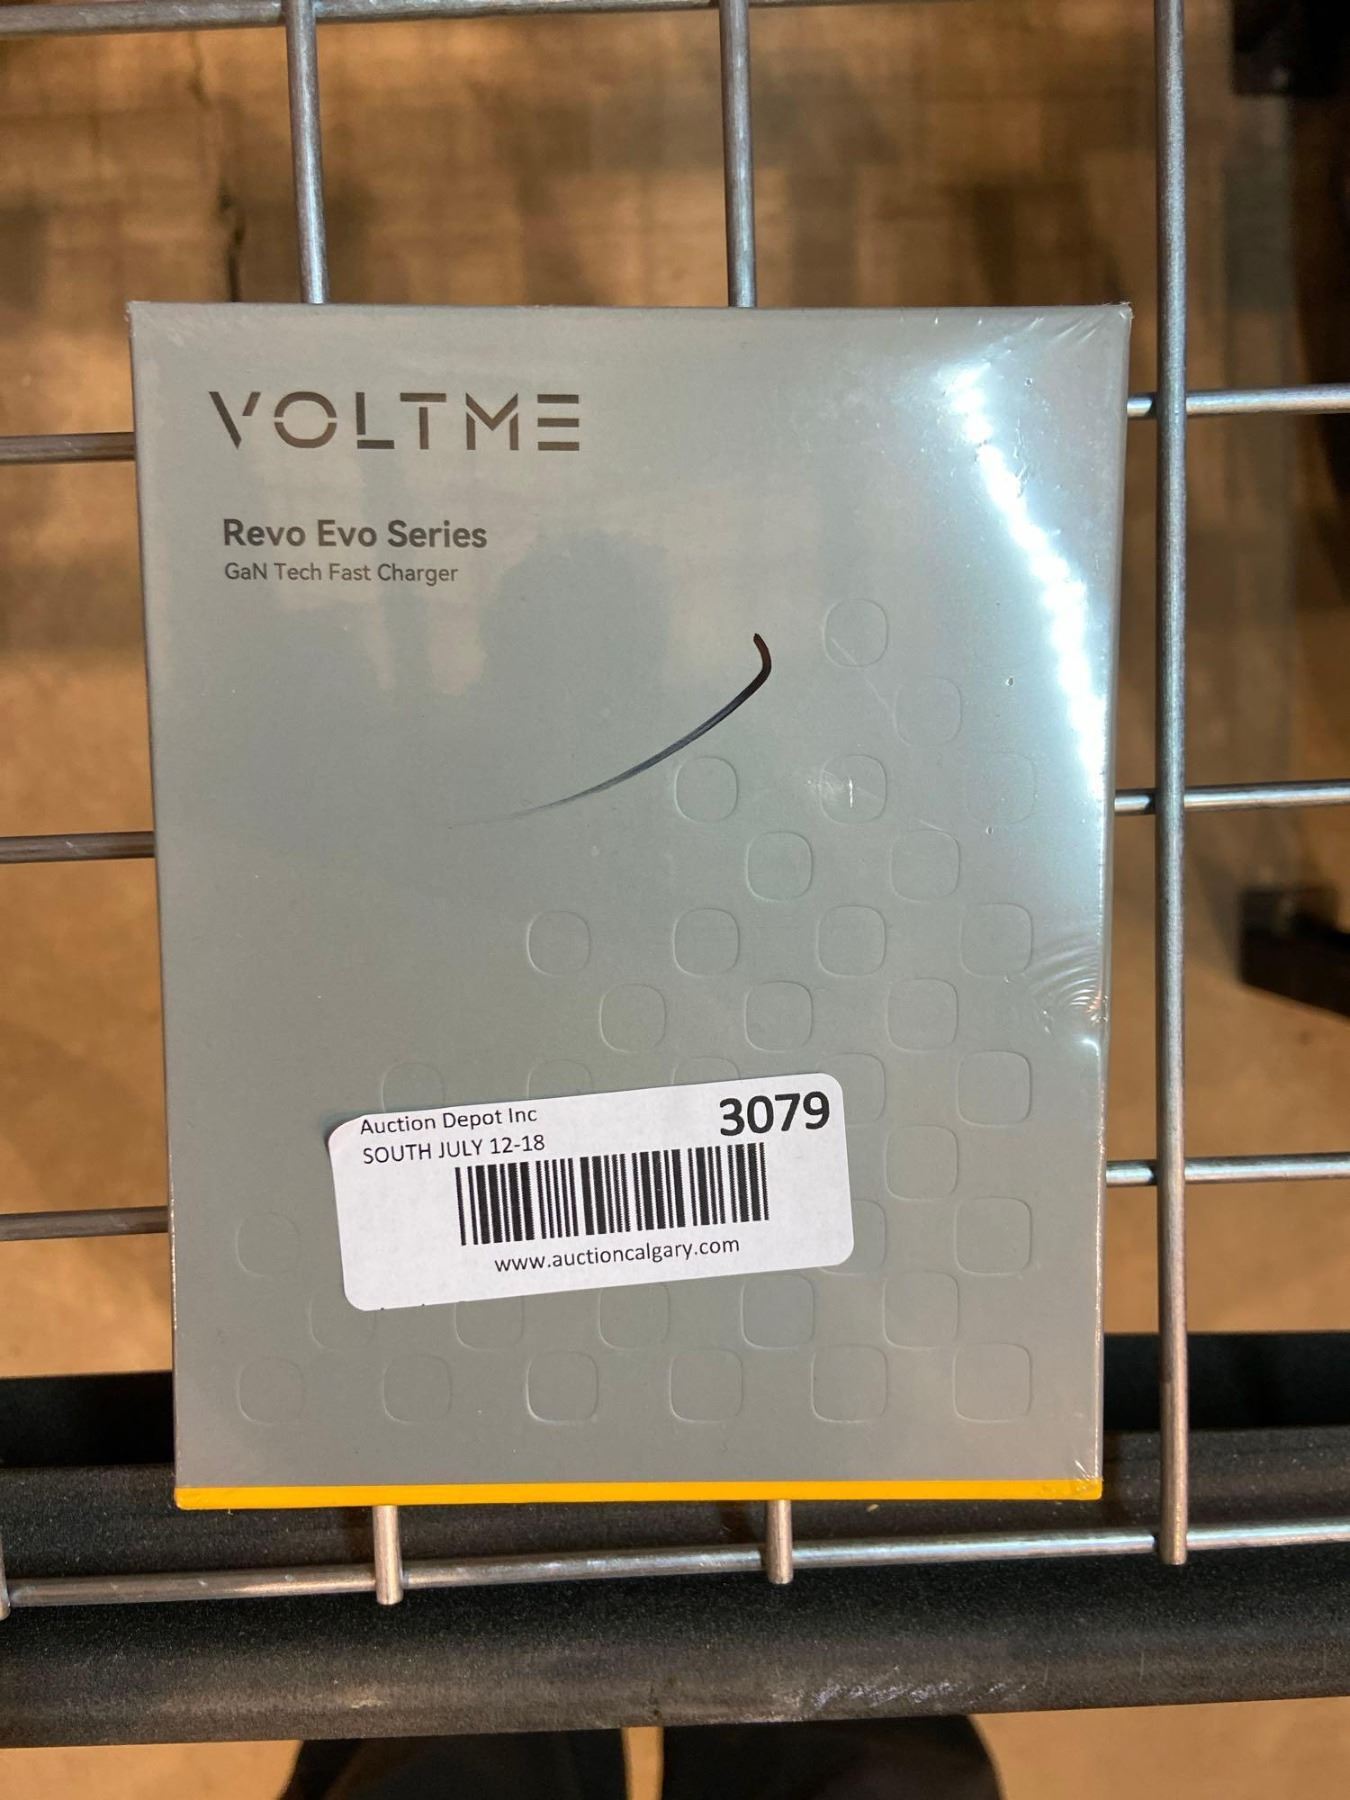 VOLTME
Revo Evo Series
GaN Tech Fast Charger
Auction Depot Inc
3079
SOUTH JULY 12-18
www.auctioncalgary.com